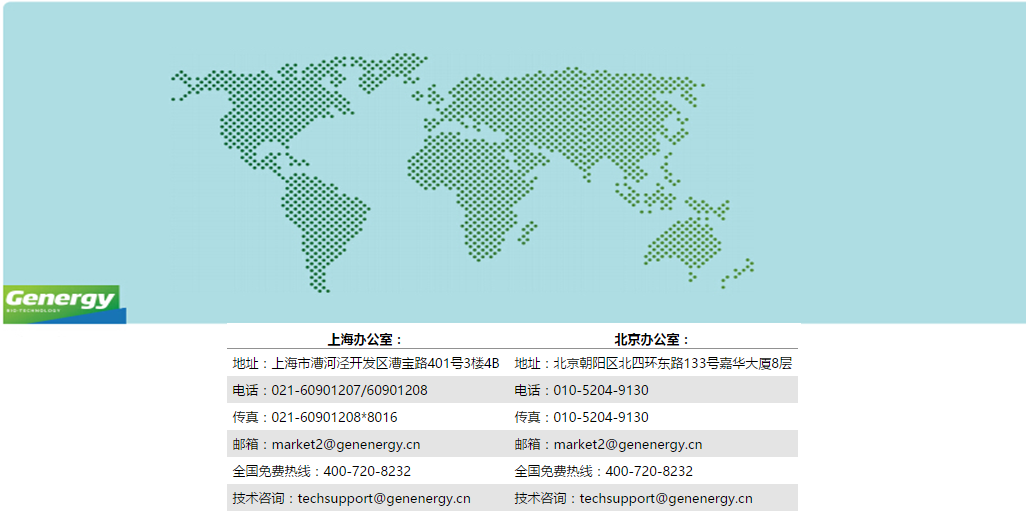 Genergy
BIO-TECHNOLOGY
上海办公室： 北京办公室：
地址：上海市漕河泾开发区漕宝路401号3楼4B 地址：北京朝阳区北四环东路133号嘉华大厦8层
电话：021-60901207/60901208 电话：010-5204-9130
传真：021-60901208*8016 传真：010-5204-9130
邮箱：market2@genenergy.cn 邮箱：market2@genenergy.cn
全国免费热线：400-720-8232 全国免费热线：400-720-8232
技术咨询：techsupport@genenergy.cn 技术咨询：techsupport@genenergy.cn